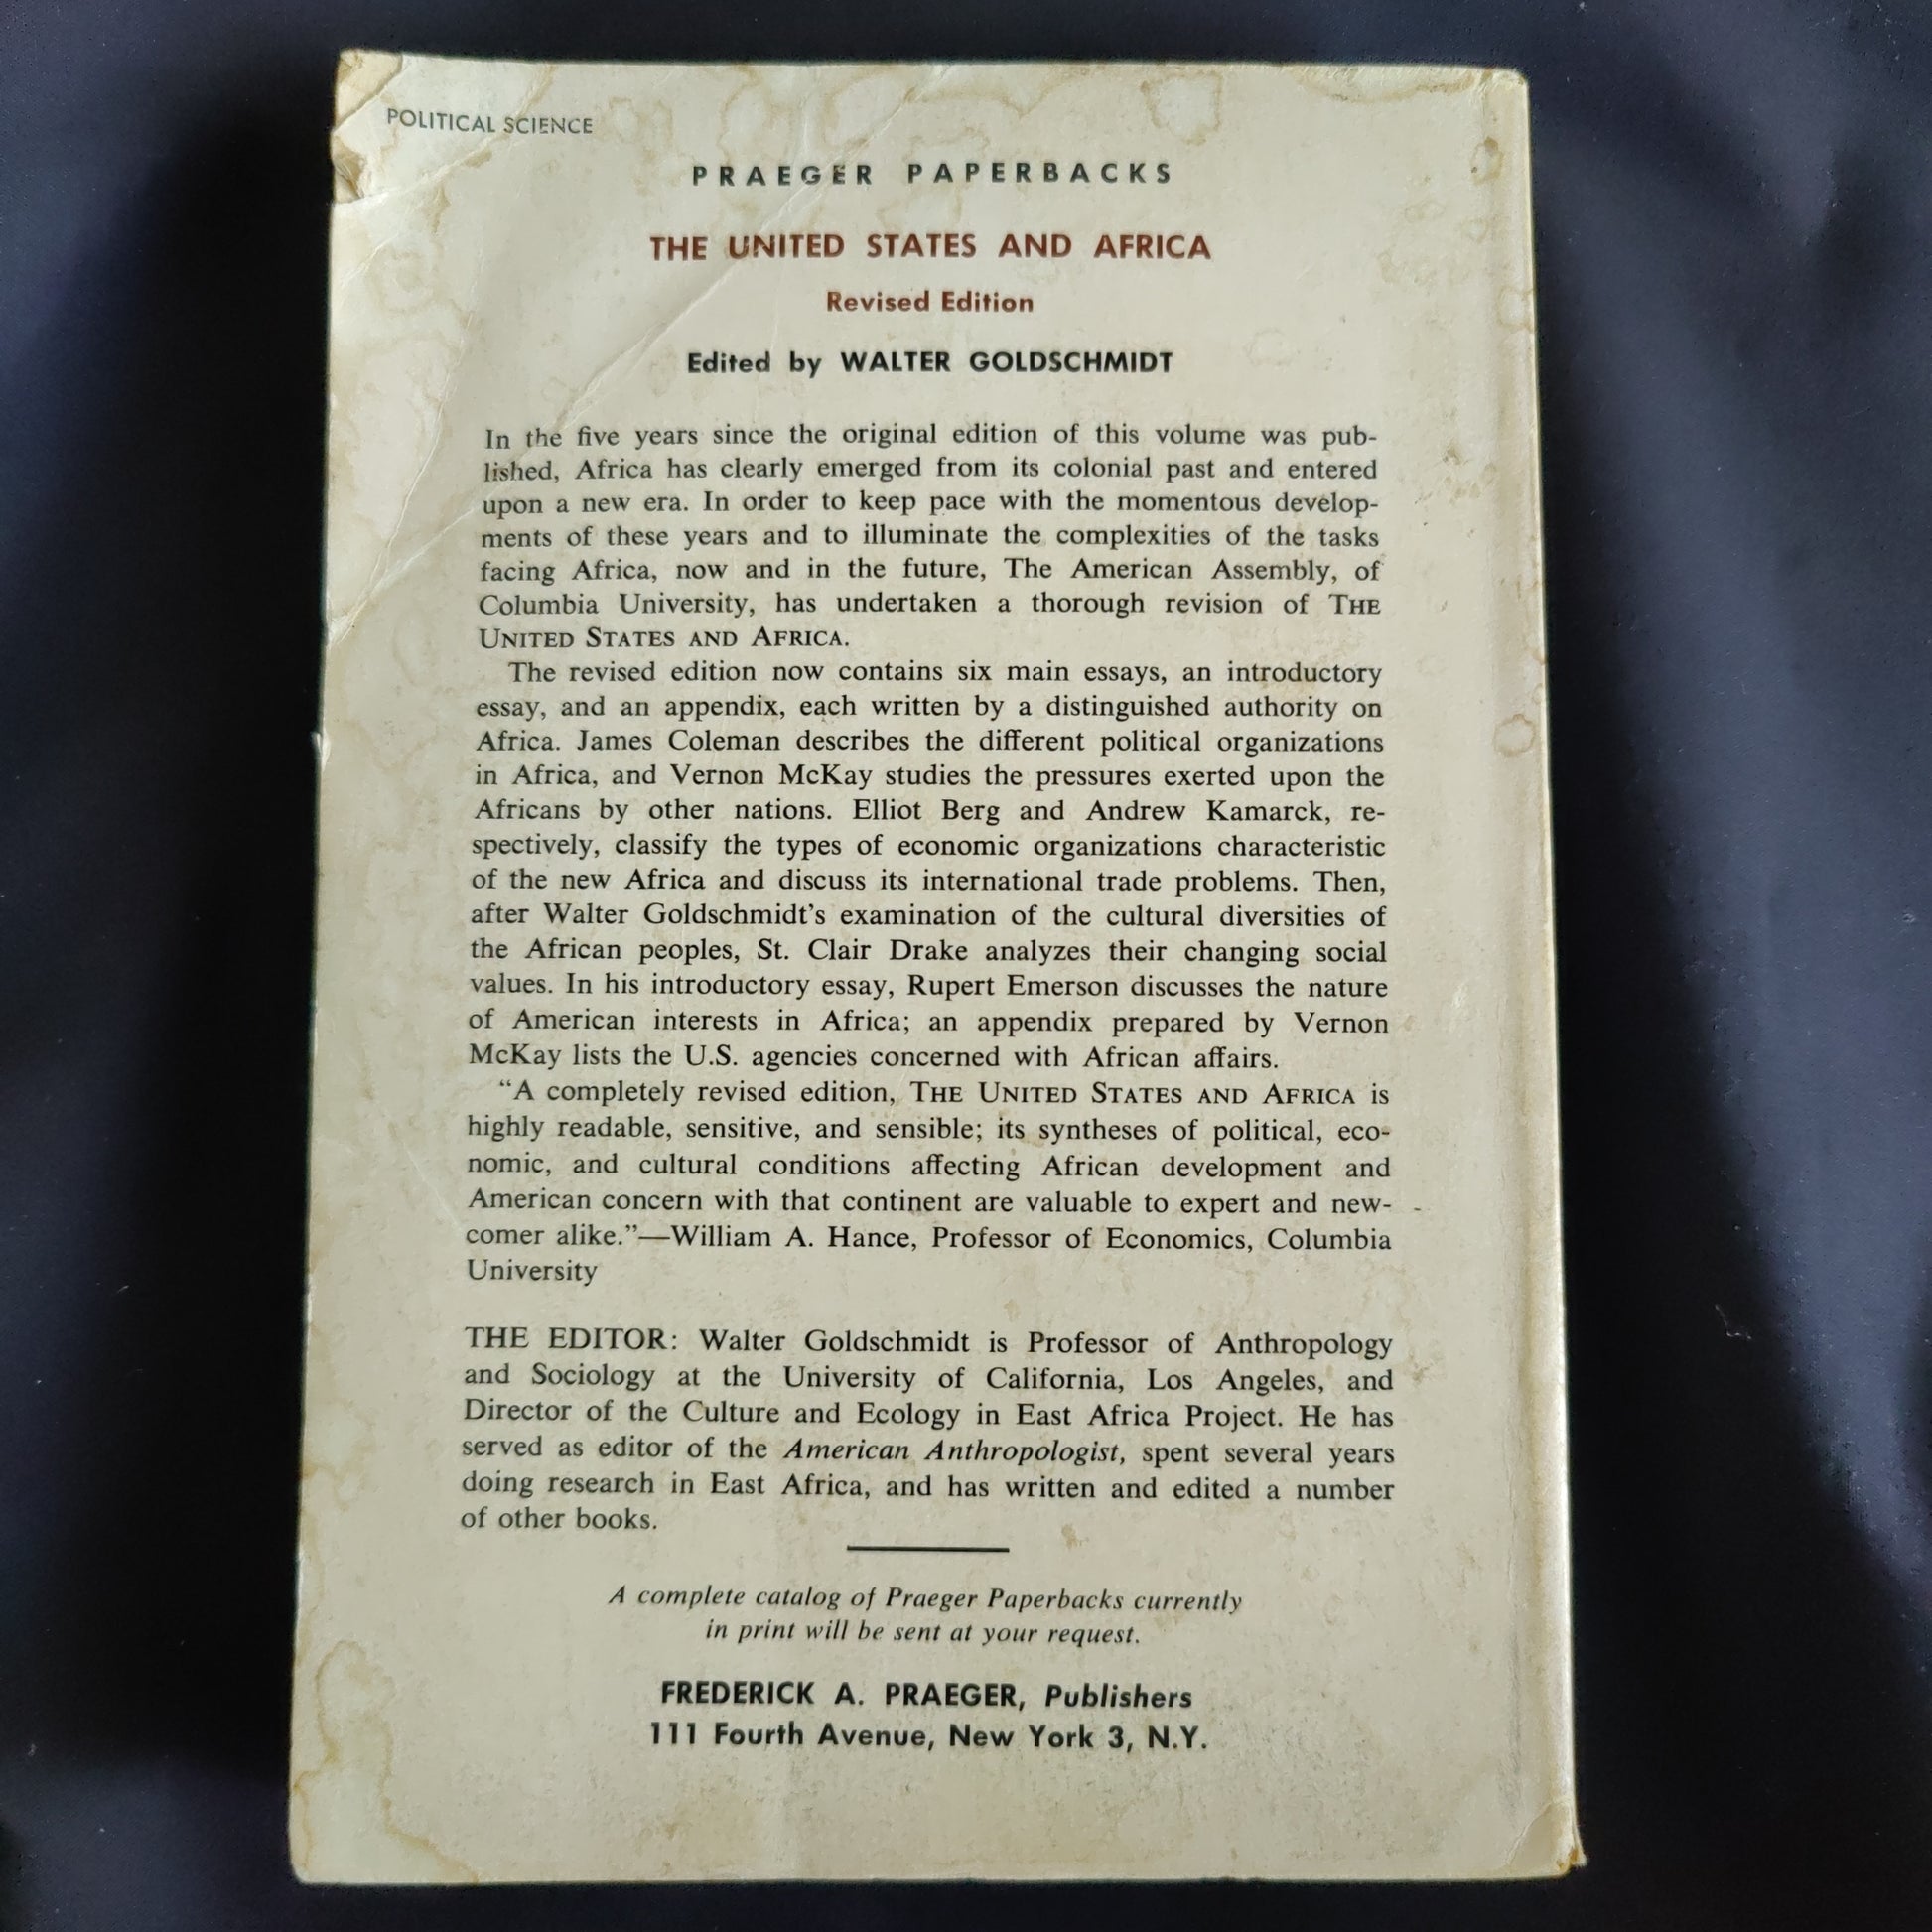 POLITICAL SCIENCE
PRAEGER PAPERBACKS
THE UNITED STATES AND AFRICA
Revised Edition
Edited by WALTER GOLDSCHMIDT
In the five years since the original edition of this volume was pub-
lished, Africa has clearly emerged from its colonial past and entered
upon a new era. In order to keep pace with the momentous develop-
ments of these years and to illuminate the complexities of the tasks
facing Africa, now and in the future, The American Assembly, of
Columbia University, has undertaken a thorough revision of THE
UNITED STATES AND AFRICA.
The revised edition now contains six main essays, an introductory
essay, and an appendix, each written by a distinguished authority on
Africa. James Coleman describes the different political organizations
in Africa, and Vernon McKay studies the pressures exerted upon the
Africans by other nations. Elliot Berg and Andrew Kamarck, re-
spectively, classify the types of economic organizations characteristic
of the new Africa and discuss its international trade problems. Then,
after Walter Goldschmidt's examination of the cultural diversities of
the African peoples, St. Clair Drake analyzes their changing social
values. In his introductory essay, Rupert Emerson discusses the nature
of American interests in Africa; an appendix prepared by Vernon
McKay lists the U.S. agencies concerned with African affairs.
“A completely revised edition, THE UNITED STATES AND AFRICA is
highly readable, sensitive, and sensible; its syntheses of political, eco-
nomic, and cultural conditions affecting African development and
American concern with that continent are valuable to expert and new-
comer alike.”—William A. Hance, Professor of Economics, Columbia
University
THE EDITOR: Walter Goldschmidt is Professor of Anthropology
and Sociology at the University of California, Los Angeles, and
Director of the Culture and Ecology in East Africa Project. He has
served as editor of the American Anthropologist, spent several years
doing research in East Africa, and has written and edited a number
of other books.
A complete catalog of Praeger Paperbacks currently
in print will be sent at your request.
FREDERICK A. PRAEGER, Publishers
111 Fourth Avenue, New York 3, N.Y.